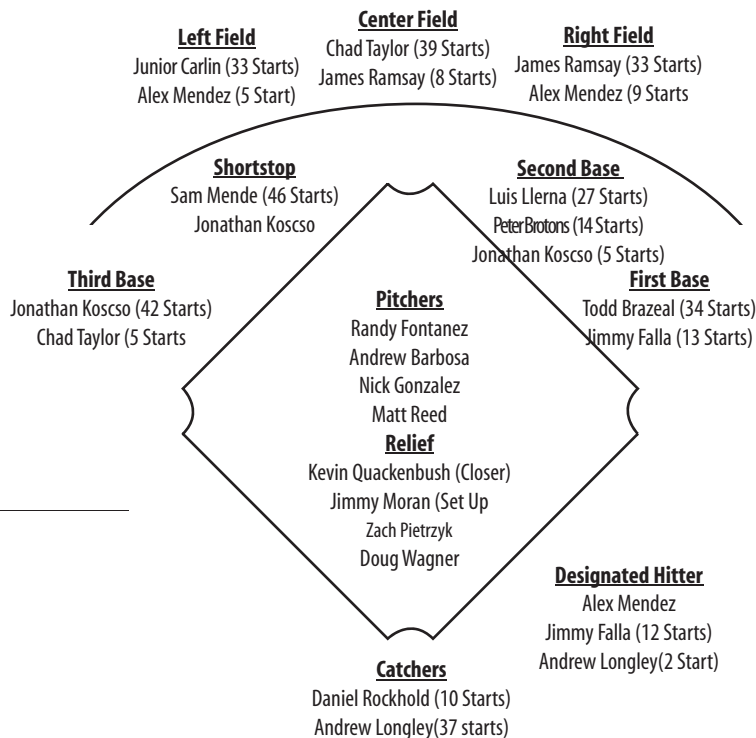 Left Field
Junior Carlin (33 Starts)
Alex Mendez (5 Start)
Center Field
Chad Taylor (39 Starts)
James Ramsay (8 Starts)
Right Field
James Ramsay (33 Starts)
Alex Mendez (9 Starts
Shortstop
Sam Mende (46 Starts)
Jonathan Koscso
Second Base
Luis Llerna (27 Starts)
Peter Brotons (14 Starts)
Jonathan Koscso (5 Starts)
Third Base
Jonathan Koscso (42 Starts)
Chad Taylor (5 Starts
First Base
Todd Brazeal (34 Starts)
Jimmy Falla (13 Starts)
Pitchers
Randy Fontanez
Andrew Barbosa
Nick Gonzalez
Matt Reed
Relief
Kevin Quackenbush (Closer)
Jimmy Moran (Set Up
Zach Pietrzyk
Doug Wagner
Designated Hitter
Alex Mendez
Jimmy Falla (12 Starts)
Andrew Longley(2 Start)
Catchers
Daniel Rockhold (10 Starts)
Andrew Longley(37 starts)